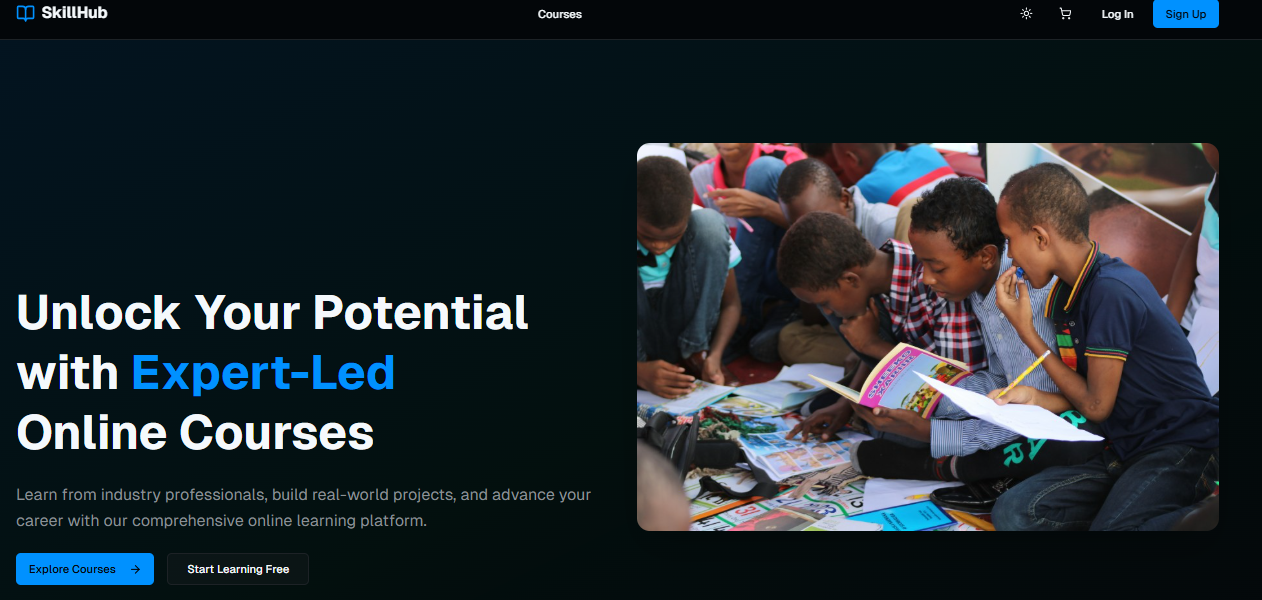 SkillHub
Courses
Log In
Sign Up
Unlock Your Potential
with Expert-Led
Online Courses
Learn from industry professionals, build real-world projects, and advance your
career with our comprehensive online learning platform.
Explore Courses
Start Learning Free